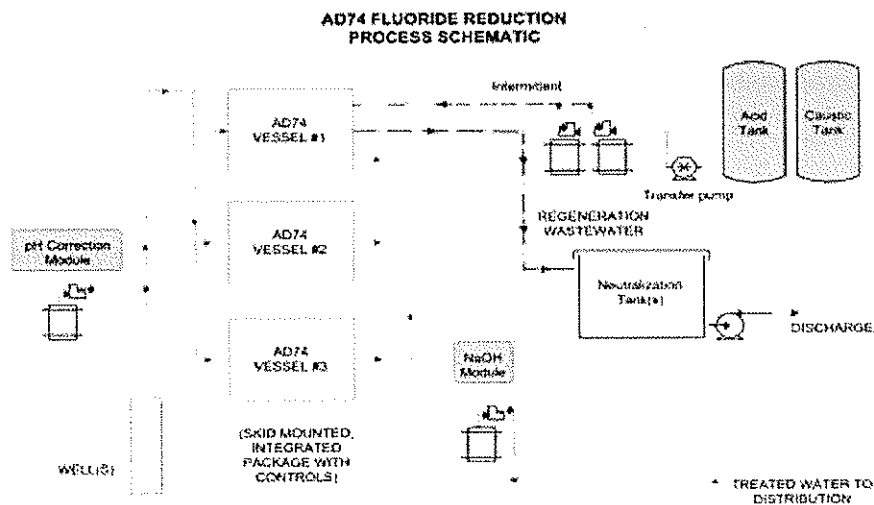 AD74 FLUORIDE REDUCTION
PROCESS SCHEMATIC
Intermittent
AD74
VESSEL #1
Acid
Tank
Caustic
Tank
Transfer pump
REGENERATION
WASTEWATER
AD74
VESSEL #2
pH Correction
Module
Neutralization
Tank(s)
DISCHARGE
AD74
VESSEL #3
NaOH
Module
(SKID MOUNTED,
INTEGRATED
PACKAGE WITH
CONTROLS)
WELL(S)
TREATED WATER TO
DISTRIBUTION